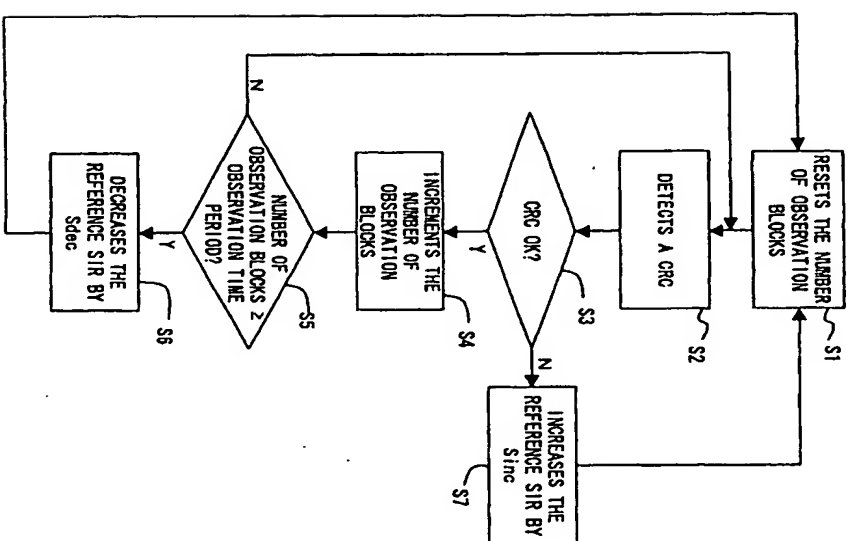 RESETS THE NUMBER
OF OBSERVATION
BLOCKS
S1
DETECTS A CRC
S2
CRC OK?
S3
Y
N
INCREMENTS THE
NUMBER OF
OBSERVATION
BLOCKS
S4
NUMBER OF
OBSERVATION BLOCKS ≥
OBSERVATION TIME
PERIOD?
S5
N
Y
DECREASES THE
REFERENCE SIR BY
Sdec
S6
INCREASES THE
REFERENCE SIR BY
Sinc
S7